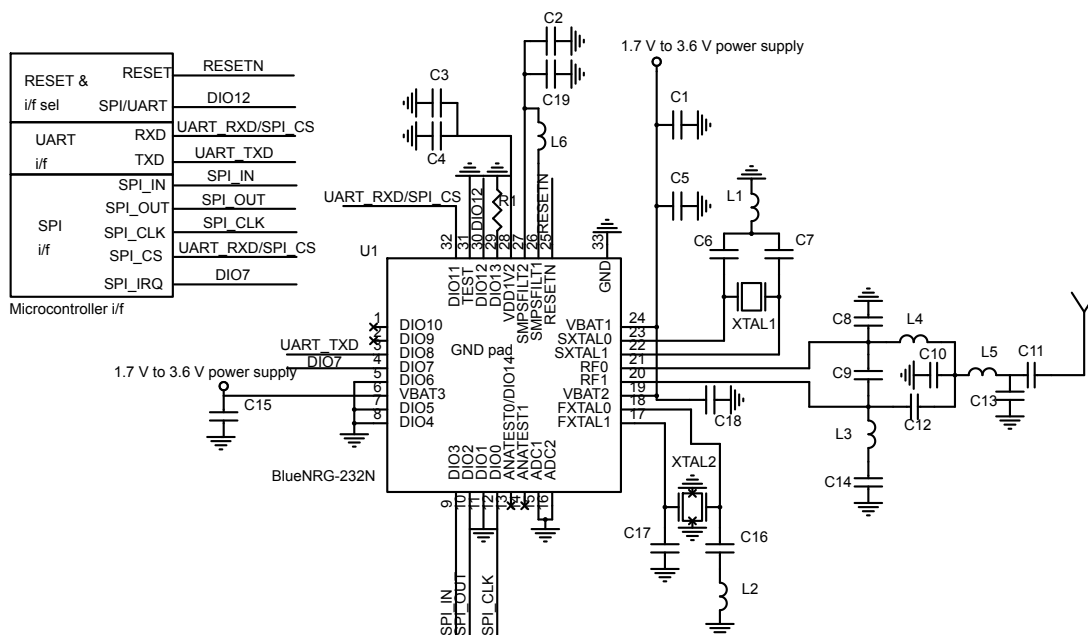 RESET &
i/f sel
RESET
RESETN
SPI/UART
DIO12
UART
i/f
RXD
UART_RXD/SPI_CS
TXD
UART_TXD
SPI
i/f
SPI_IN
SPI_IN
SPI_OUT
SPI_OUT
SPI_CLK
SPI_CLK
SPI_CS
UART_RXD/SPI_CS
SPI_IRQ
DIO7
Microcontroller i/f
C2
C19
C3
C4
L6
1.7 V to 3.6 V power supply
C1
C5
L1
C6
C7
XTAL1
UART_RXD/SPI_CS
DIO12
R1
RESETN
U1
32
31
30
29
28
27
26
25
33
DIO11
TEST
DIO12
DIO13
VDD1V2
SMPSFILT2
SMPSFILT1
RESETN
GND
1
2
3
4
5
6
7
8
DIO10
DIO9
DIO8
DIO7
DIO6
VBAT3
DIO5
DIO4
UART_TXD
DIO7
1.7 V to 3.6 V power supply
C15
GND pad
VBAT1
SXTAL0
SXTAL1
RF0
RF1
VBAT2
FXTAL0
FXTAL1
24
23
22
21
20
19
18
17
DIO3
DIO2
DIO1
DIO0
ANATEST0/DIO14
ANATEST1
ADC1
ADC2
9
10
11
12
13
14
15
16
BlueNRG-232N
SPI_IN
SPI_OUT
SPI_CLK
C18
XTAL2
C17
C16
L2
C8
L4
C9
C10
L5
C11
C13
C12
L3
C14